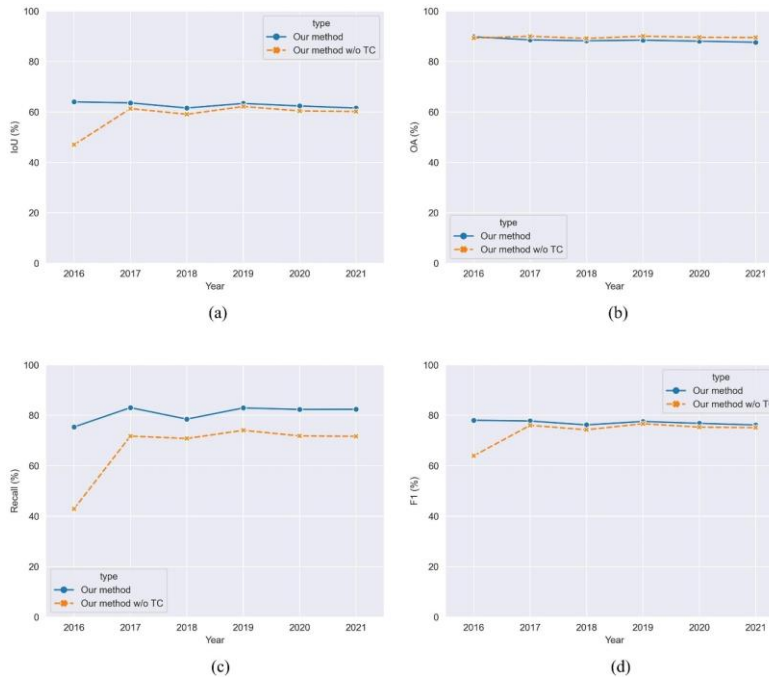 100
80
60
40
20
0
IoU (%)
type
Our method
Our method w/o TC
2016 2017 2018 2019 2020 2021
Year
(a)
100
80
60
40
20
0
OA (%)
type
Our method
Our method w/o TC
2016 2017 2018 2019 2020 2021
Year
(b)
100
80
60
40
20
0
Recall (%)
type
Our method
Our method w/o TC
2016 2017 2018 2019 2020 2021
Year
(c)
100
80
60
40
20
0
F1 (%)
type
Our method
Our method w/o TC
2016 2017 2018 2019 2020 2021
Year
(d)